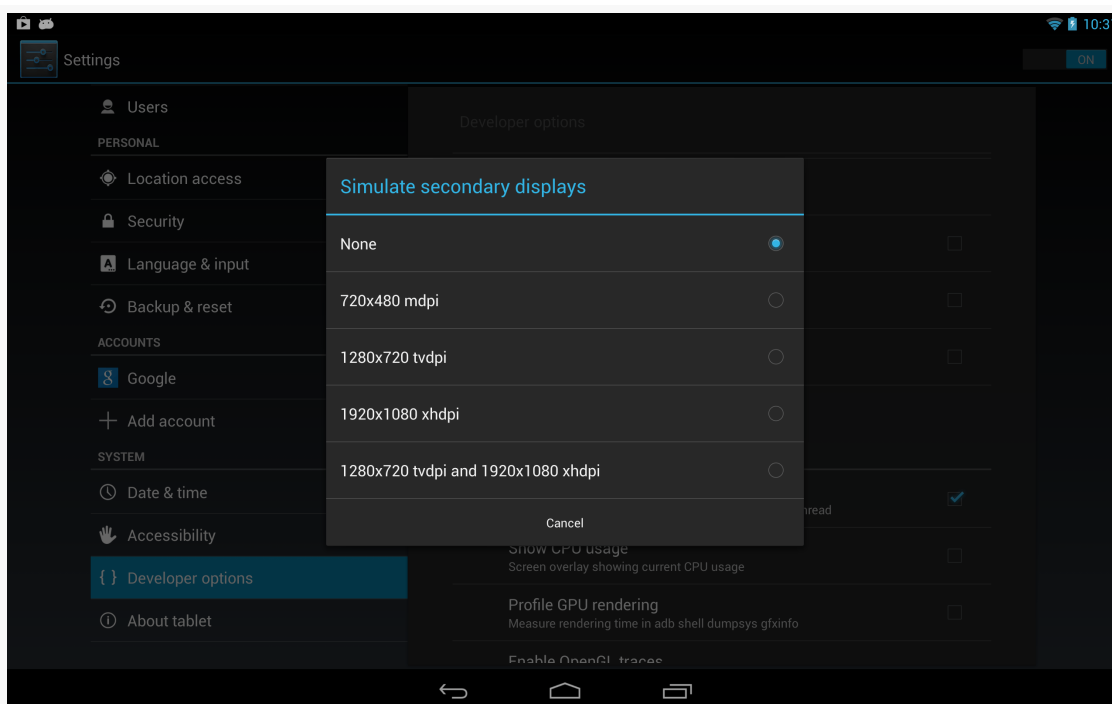 10:3
Settings
ON
Users
PERSONAL
Location access
Security
Language & input
Backup & reset
ACCOUNTS
Google
Add account
SYSTEM
Date & time
Accessibility
{ } Developer options
About tablet
Developer options
Simulate secondary displays
None
720x480 mdpi
1280x720 tvdpi
1920x1080 xhdpi
1280x720 tvdpi and 1920x1080 xhdpi
Cancel
Show CPU usage
Screen overlay showing current CPU usage
Profile GPU rendering
Measure rendering time in adb shell dumpsys gfxinfo
Enable OpenGL traces